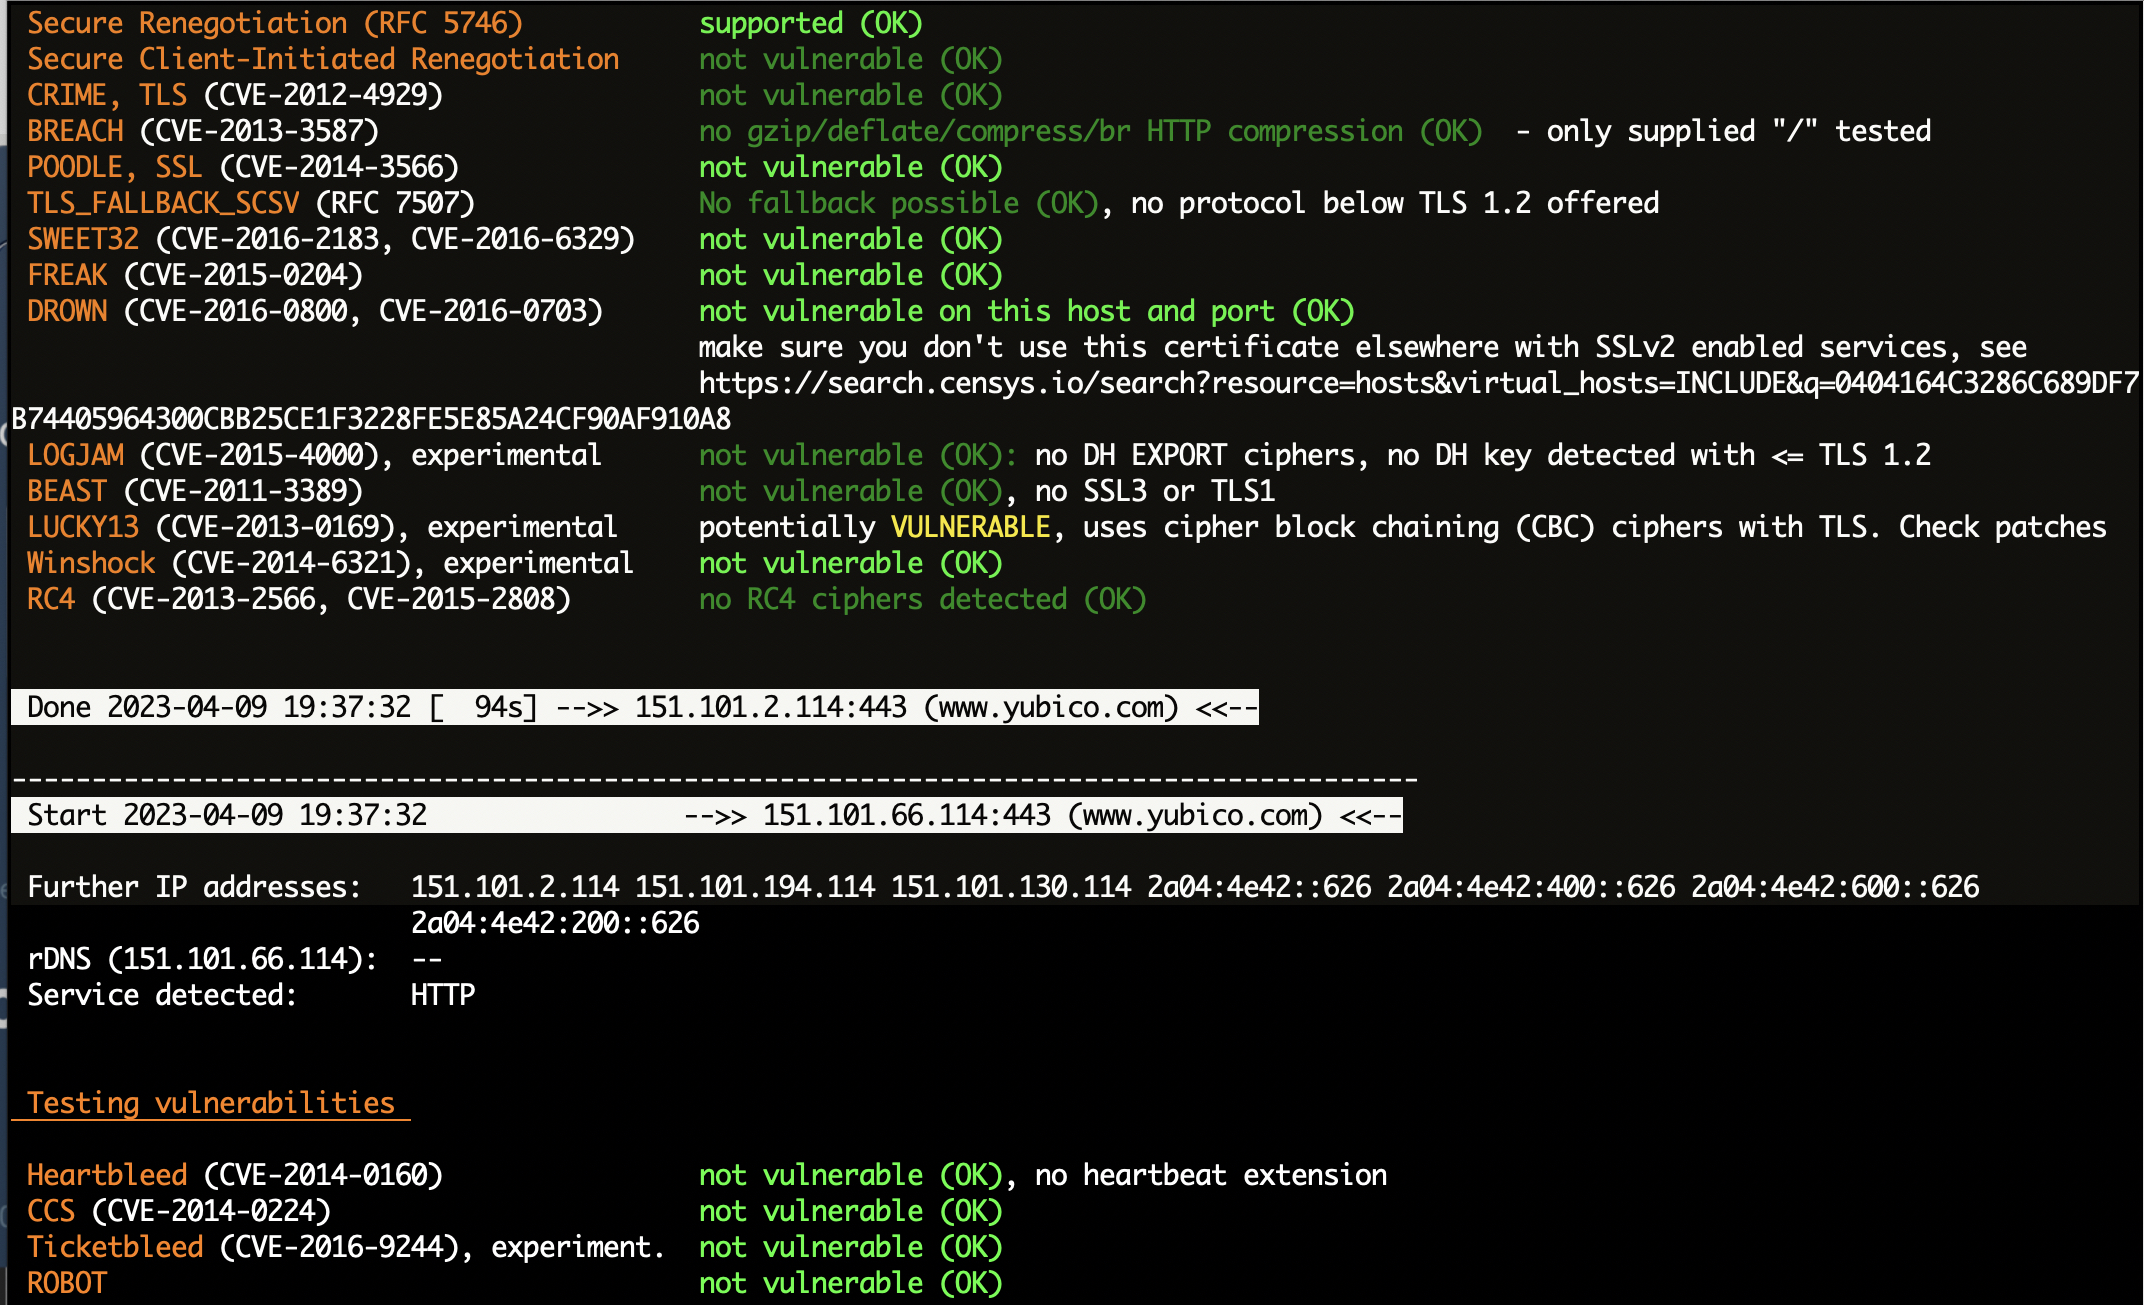 Secure Renegotiation (RFC 5746) supported (OK)
Secure Client-Initiated Renegotiation not vulnerable (OK)
CRIME, TLS (CVE-2012-4929) not vulnerable (OK)
BREACH (CVE-2013-3587) no gzip/deflate/compress/br HTTP compression (OK) - only supplied "/" tested
POODLE, SSL (CVE-2014-3566) not vulnerable (OK)
TLS_FALLBACK_SCSV (RFC 7507) No fallback possible (OK), no protocol below TLS 1.2 offered
SWEET32 (CVE-2016-2183, CVE-2016-6329) not vulnerable (OK)
FREAK (CVE-2015-0204) not vulnerable (OK)
DROWN (CVE-2016-0800, CVE-2016-0703) not vulnerable on this host and port (OK)
make sure you don't use this certificate elsewhere with SSLv2 enabled services, see
https://search.censys.io/search?resource=hosts&virtual_hosts=INCLUDE&q=0404164C3286C689DF7
B74405964300CBB25CE1F3228FE5E85A24CF90AF910A8
LOGJAM (CVE-2015-4000), experimental not vulnerable (OK): no DH EXPORT ciphers, no DH key detected with <= TLS 1.2
BEAST (CVE-2011-3389) not vulnerable (OK), no SSL3 or TLS1
LUCKY13 (CVE-2013-0169), experimental potentially VULNERABLE, uses cipher block chaining (CBC) ciphers with TLS. Check patches
Winshock (CVE-2014-6321), experimental not vulnerable (OK)
RC4 (CVE-2013-2566, CVE-2015-2808) no RC4 ciphers detected (OK)
Done 2023-04-09 19:37:32 [  94s] -->> 151.101.2.114:443 (www.yubico.com) <<--
----------------------------------------------------------------------------------------
Start 2023-04-09 19:37:32 -->> 151.101.66.114:443 (www.yubico.com) <<--
Further IP addresses: 151.101.2.114 151.101.194.114 151.101.130.114 2a04:4e42::626 2a04:4e42:400::626 2a04:4e42:600::626
2a04:4e42:200::626
rDNS (151.101.66.114): --
Service detected: HTTP
Testing vulnerabilities
Heartbleed (CVE-2014-0160) not vulnerable (OK), no heartbeat extension
CCS (CVE-2014-0224) not vulnerable (OK)
Ticketbleed (CVE-2016-9244), experiment. not vulnerable (OK)
ROBOT not vulnerable (OK)